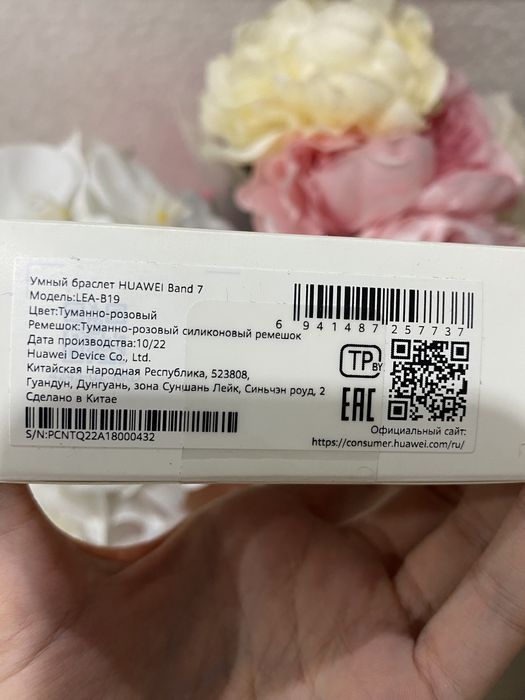 Умный браслет HUAWEI Band 7
Модель:LEA-B19
Цвет:Туманно-розовый
Ремешок:Туманно-розовый силиконовый ремешок
Дата производства:10/22
Huawei Device Co., Ltd.
Китайская Народная Республика, 523808,
Гуандун, Дунгуань, зона Суншань Лейк, Синьчэн роуд, 2
Сделано в Китае
S/N:PCNTQ22A18000432
6 941487 257737
TP BY
EAC
Официальный сайт:
https://consumer.huawei.com/ru/